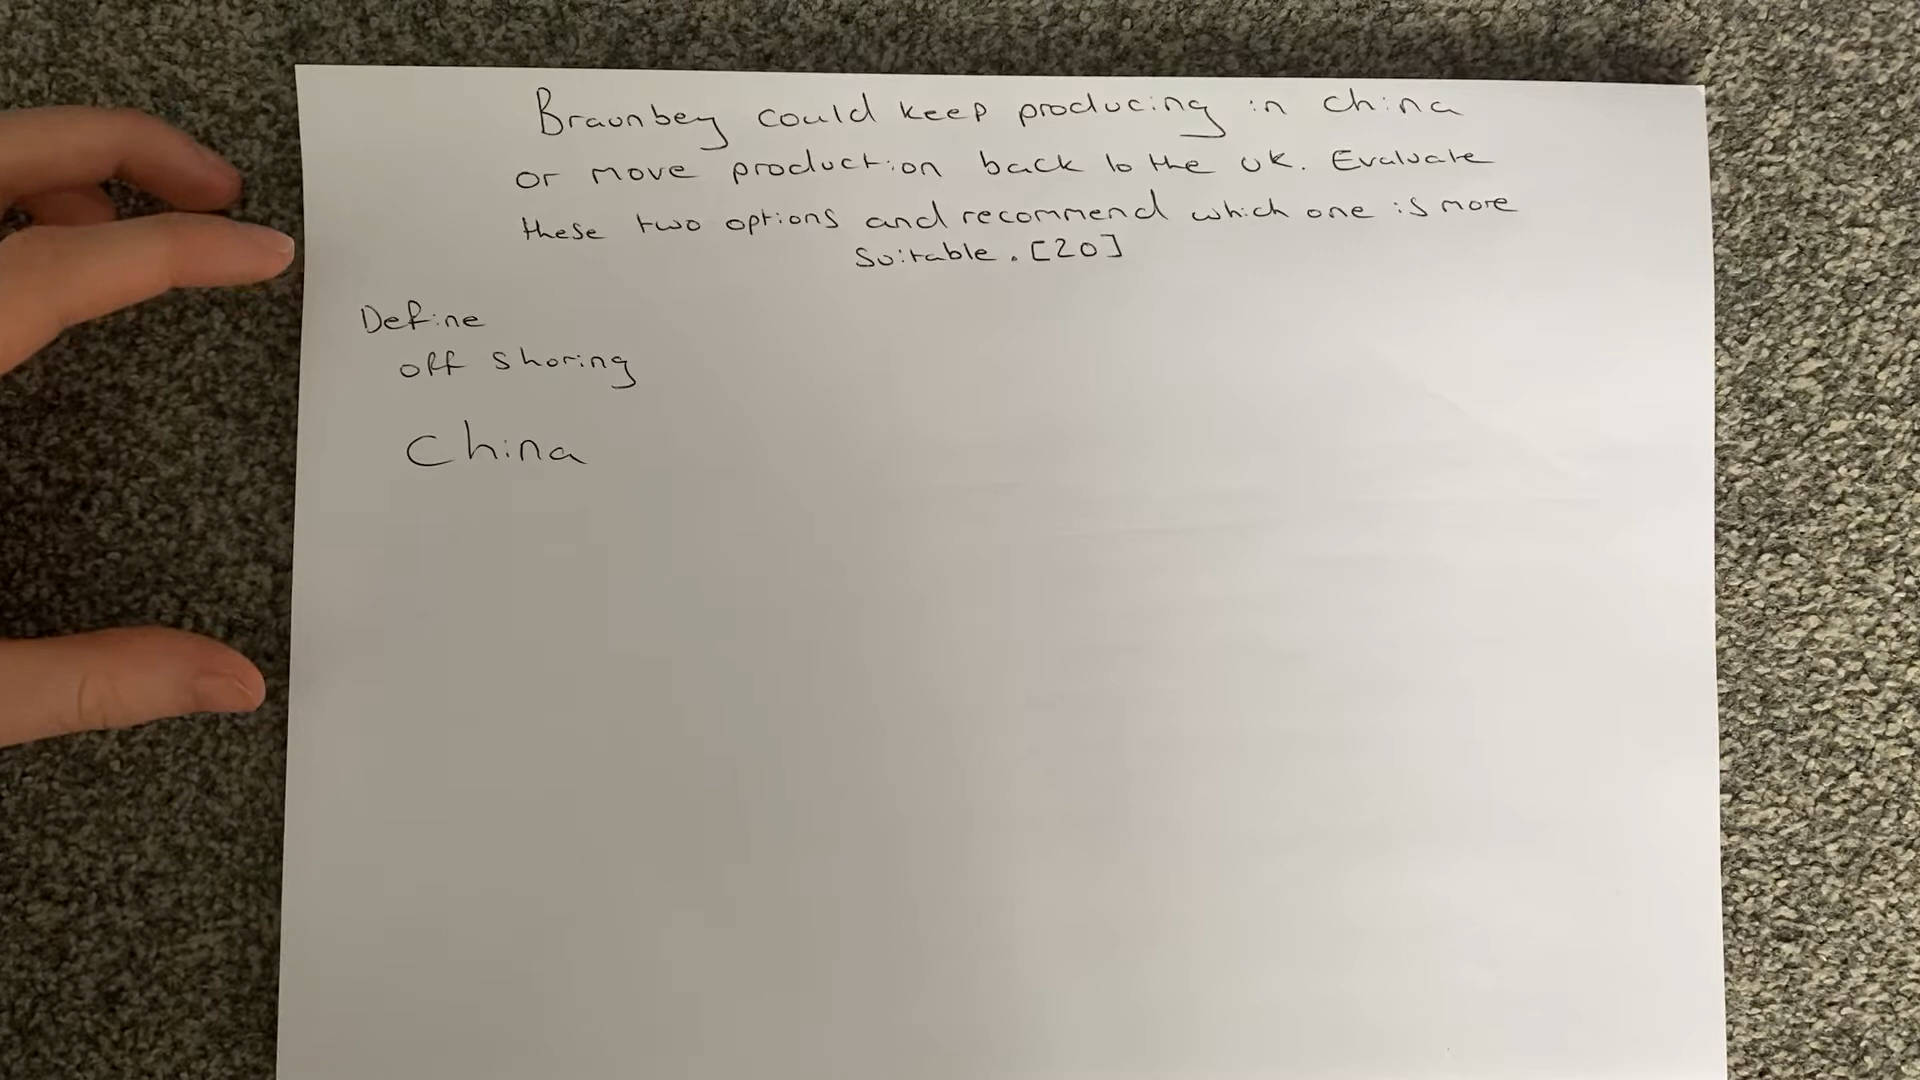 Braunbey could keep producing in china
or move production back to the UK. Evaluate
these two options and recommend which one is more
suitable. [20]
Define
off shoring
China